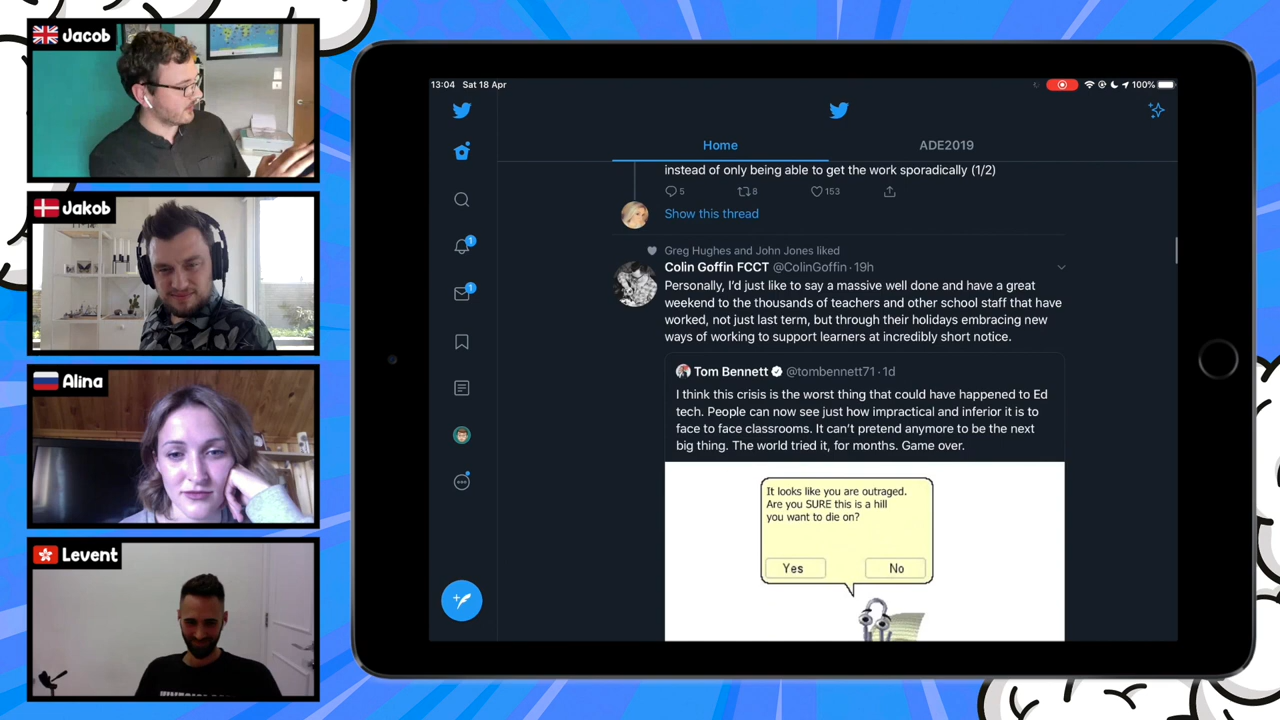 Jacob
Jakob
Alina
Levent
13:04 Sat 18 Apr
100%
Home
ADE2019
instead of only being able to get the work sporadically (1/2)
5
8
153
Show this thread
Greg Hughes and John Jones liked
Colin Goffin FCCT @ColinGoffin · 19h
Personally, I'd just like to say a massive well done and have a great
weekend to the thousands of teachers and other school staff that have
worked, not just last term, but through their holidays embracing new
ways of working to support learners at incredibly short notice.
Tom Bennett @tombennett71 · 1d
I think this crisis is the worst thing that could have happened to Ed
tech. People can now see just how impractical and inferior it is to
face to face classrooms. It can't pretend anymore to be the next
big thing. The world tried it, for months. Game over.
It looks like you are outraged.
Are you SURE this is a hill
you want to die on?
Yes
No
1
1